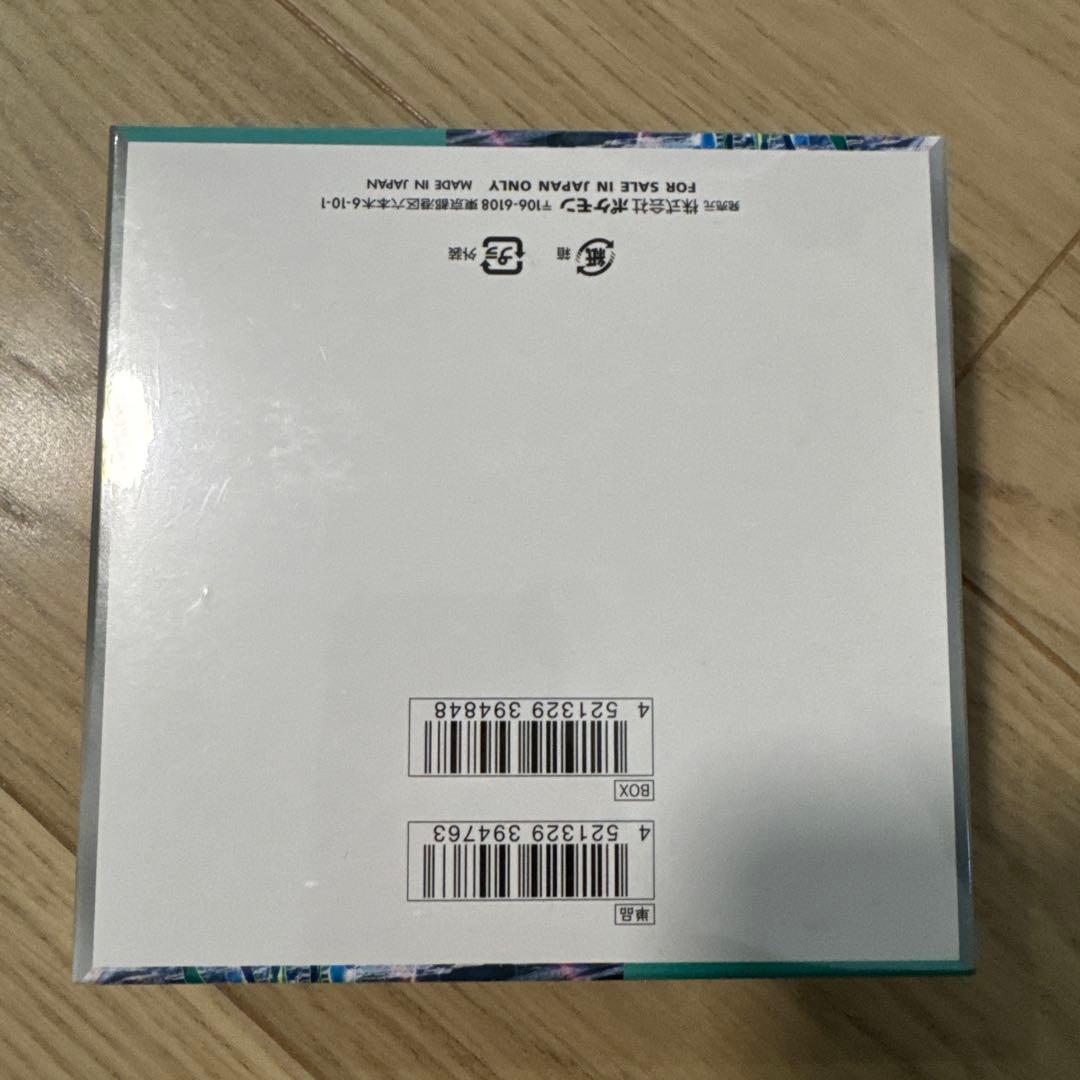 単品
4 521329 394763
BOX
4 521329 394848
紙 箱 プラ 外装
発売元 株式会社 ポケモン 〒106-6108 東京都港区六本木6-10-1
FOR SALE IN JAPAN ONLY MADE IN JAPAN